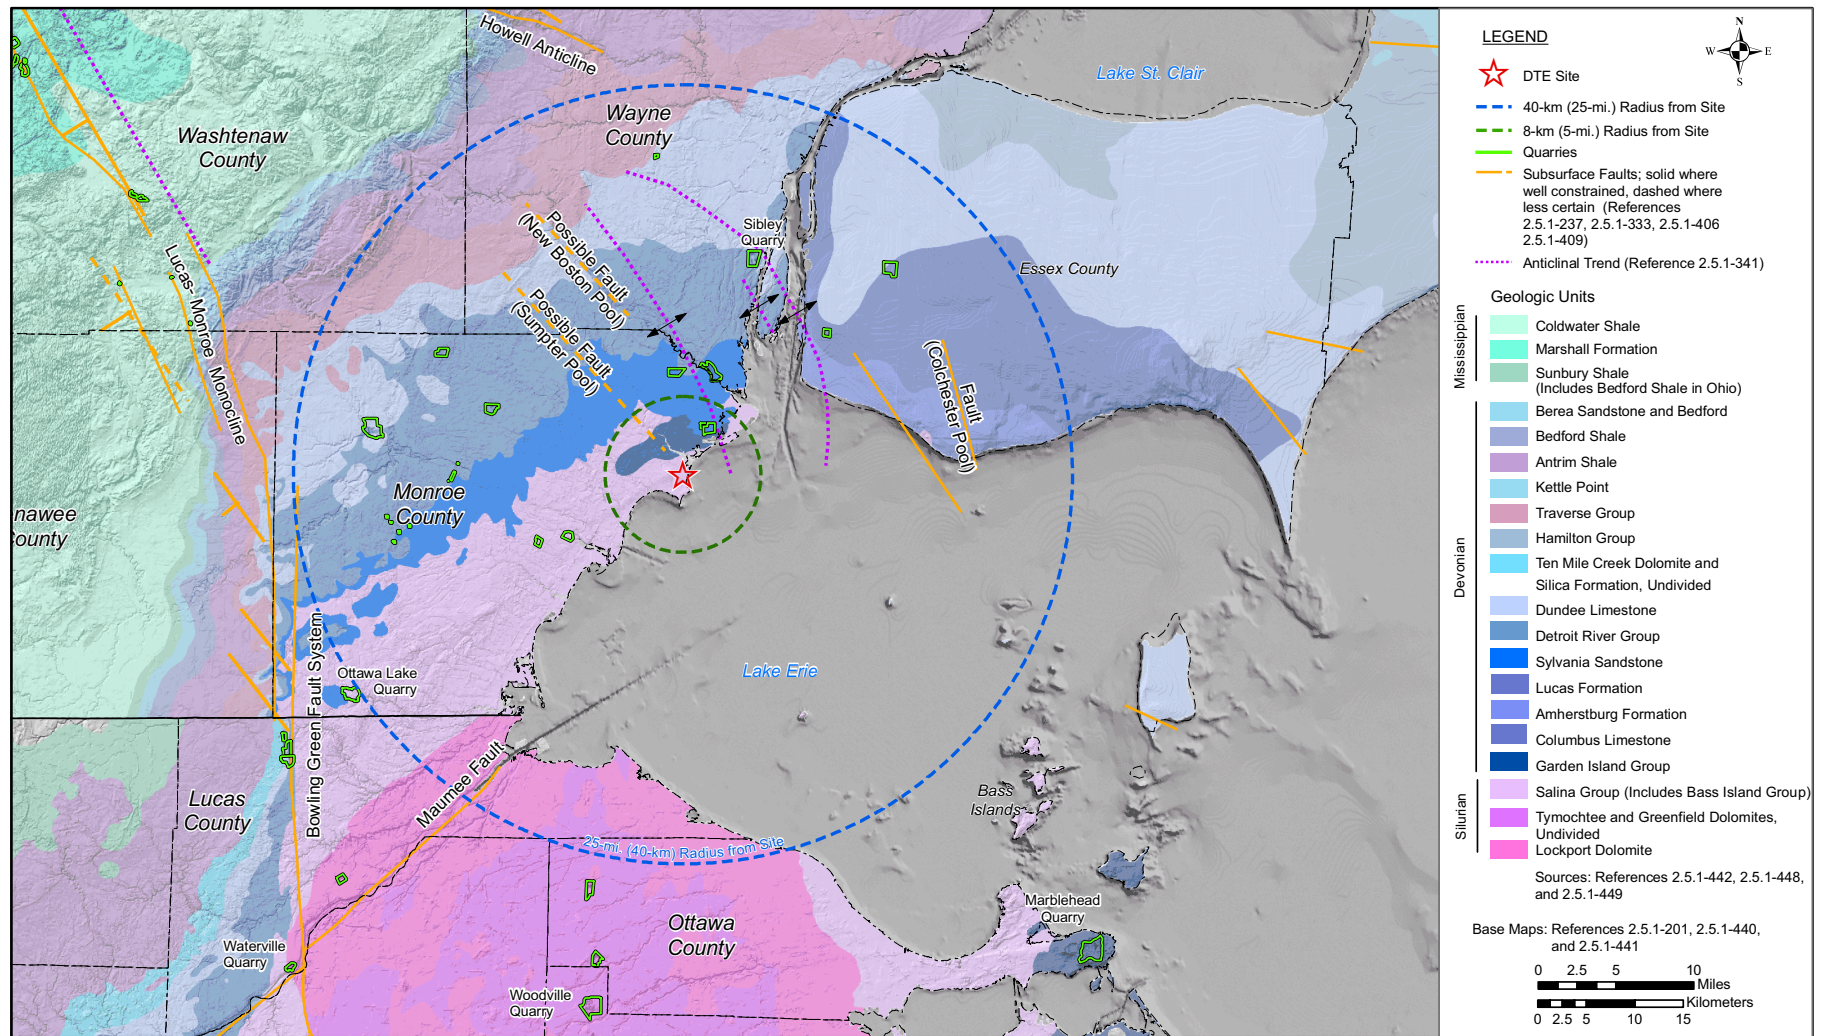 Howell Anticline
Lake St. Clair
Wayne
County
Washtenaw
County
Sibley
Quarry
Possible Fault
(New Boston Pool)
Essex County
Lucas- Monroe Monocline
Possible Fault
(Sumpter Pool)
Fault
(Colchester Pool)
Monroe
County
nawee
ounty
Bowling Green Fault System
Ottawa Lake
Quarry
Lake Erie
Maumee Fault
Lucas
County
Bass
Islands
25-mi. (40-km) Radius from Site
Marblehead
Quarry
Ottawa
County
Waterville
Quarry
Woodville
Quarry
LEGEND
N
W
E
S
DTE Site
40-km (25-mi.) Radius from Site
8-km (5-mi.) Radius from Site
Quarries
Subsurface Faults; solid where
well constrained, dashed where
less certain (References
2.5.1-237, 2.5.1-333, 2.5.1-406
2.5.1-409)
Anticlinal Trend (Reference 2.5.1-341)
Geologic Units
Mississippian
Coldwater Shale
Marshall Formation
Sunbury Shale
(Includes Bedford Shale in Ohio)
Devonian
Berea Sandstone and Bedford
Bedford Shale
Antrim Shale
Kettle Point
Traverse Group
Hamilton Group
Ten Mile Creek Dolomite and
Silica Formation, Undivided
Dundee Limestone
Detroit River Group
Sylvania Sandstone
Lucas Formation
Amherstburg Formation
Columbus Limestone
Garden Island Group
Silurian
Salina Group (Includes Bass Island Group)
Tymochtee and Greenfield Dolomites,
Undivided
Lockport Dolomite
Sources: References 2.5.1-442, 2.5.1-448,
and 2.5.1-449
Base Maps: References 2.5.1-201, 2.5.1-440,
and 2.5.1-441
0 2.5 5 10
Miles
Kilometers
0 2.5 5 10 15